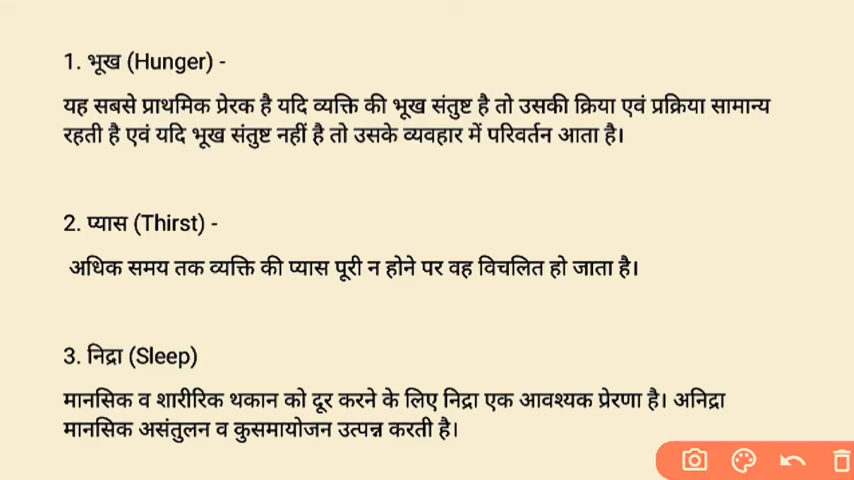 1. भूख (Hunger) -
यह सबसे प्राथमिक प्रेरक है यदि व्यक्ति की भूख संतुष्ट है तो उसकी क्रिया एवं प्रक्रिया सामान्य
रहती है एवं यदि भूख संतुष्ट नहीं है तो उसके व्यवहार में परिवर्तन आता है।
2. प्यास (Thirst) -
अधिक समय तक व्यक्ति की प्यास पूरी न होने पर वह विचलित हो जाता है।
3. निद्रा (Sleep)
मानसिक व शारीरिक थकान को दूर करने के लिए निद्रा एक आवश्यक प्रेरणा है। अनिद्रा
मानसिक असंतुलन व कुसमायोजन उत्पन्न करती है।